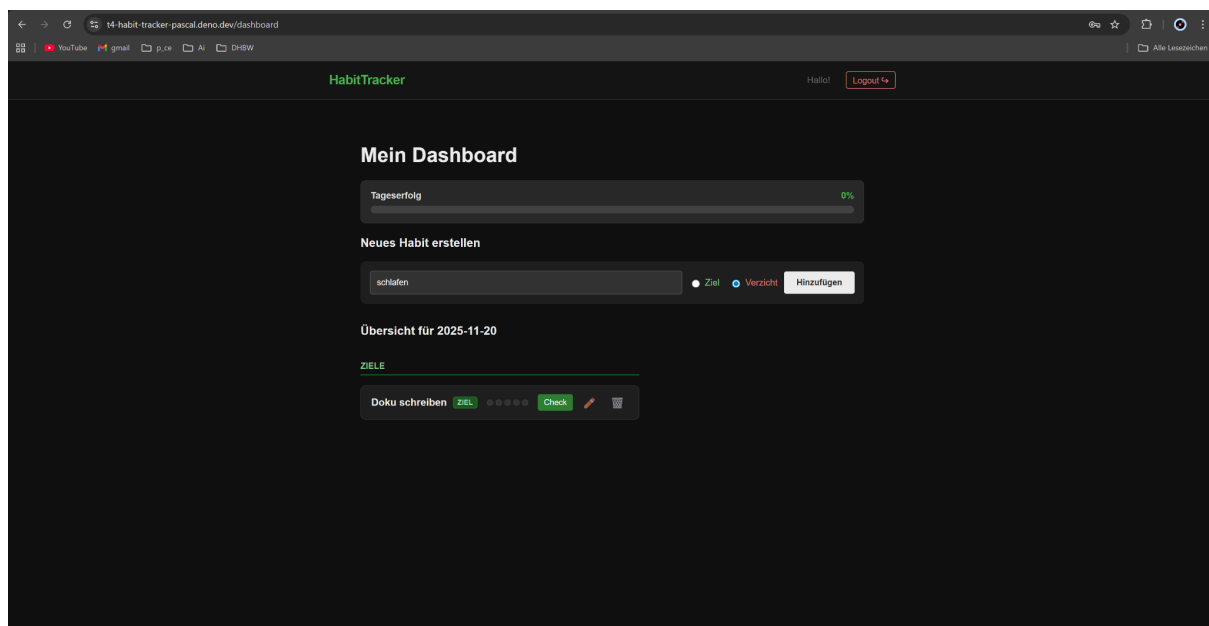 t4-habit-tracker-pascal.deno.dev/dashboard
YouTube gmail p,ce Ai DHBW Alle Lesezeichen
HabitTracker Hallo! Logout
Mein Dashboard
Tageserfolg 0%
Neues Habit erstellen
schlafen Ziel Verzicht Hinzufügen
Übersicht für 2025-11-20
ZIELE
Doku schreiben ZIEL Check